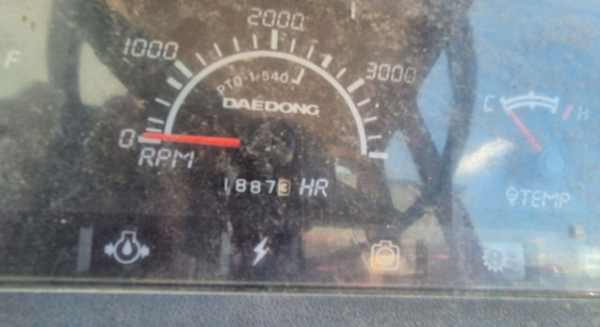 F
2000
1000
3000
PTO-1:540
DAEDONG
C H
0
RPM
18873 HR
TEMP